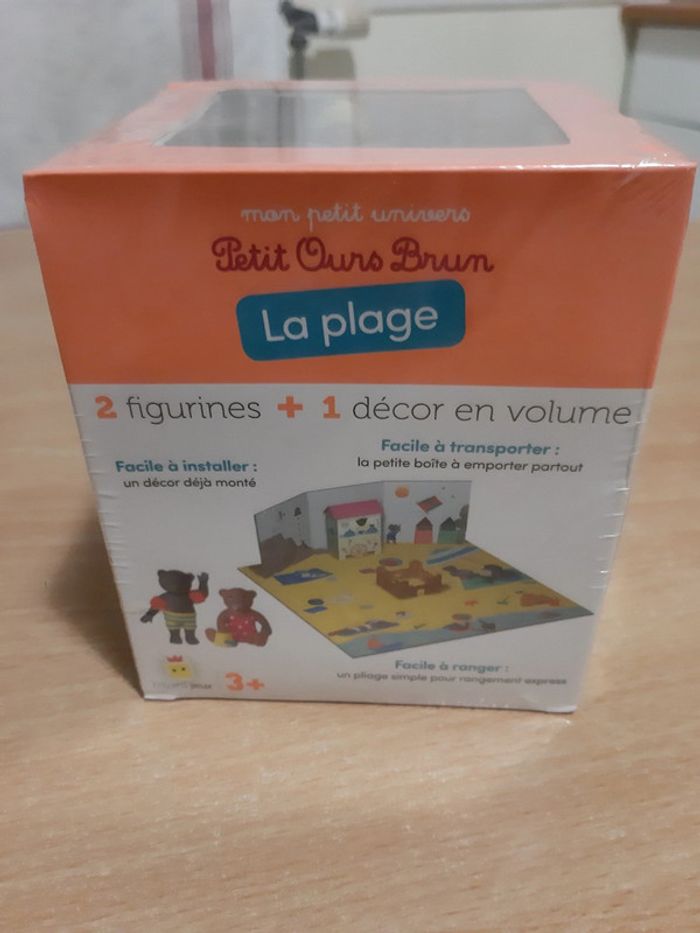 mon petit univers
Petit Ours Brun
La plage
2 figurines + 1 décor en volume
Facile à installer :
un décor déjà monté
Facile à transporter :
la petite boîte à emporter partout
Facile à ranger :
un pliage simple pour rangement express
jeux 3+